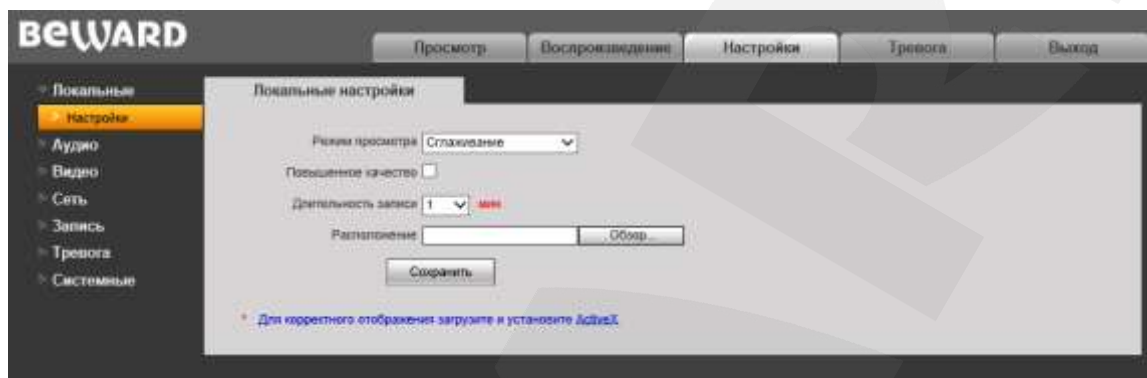 BEWARD
Просмотр Воспроизведение Настройки Тревога Выход
Локальные
Настройки
Аудио
Видео
Сеть
Запись
Тревога
Системные
Локальные настройки
Режим просмотра Сглаживание
Повышенное качество
Длительность записи 1 мин
Расположение Обзор...
Сохранить
* Для корректного отображения загрузите и установите ActiveX